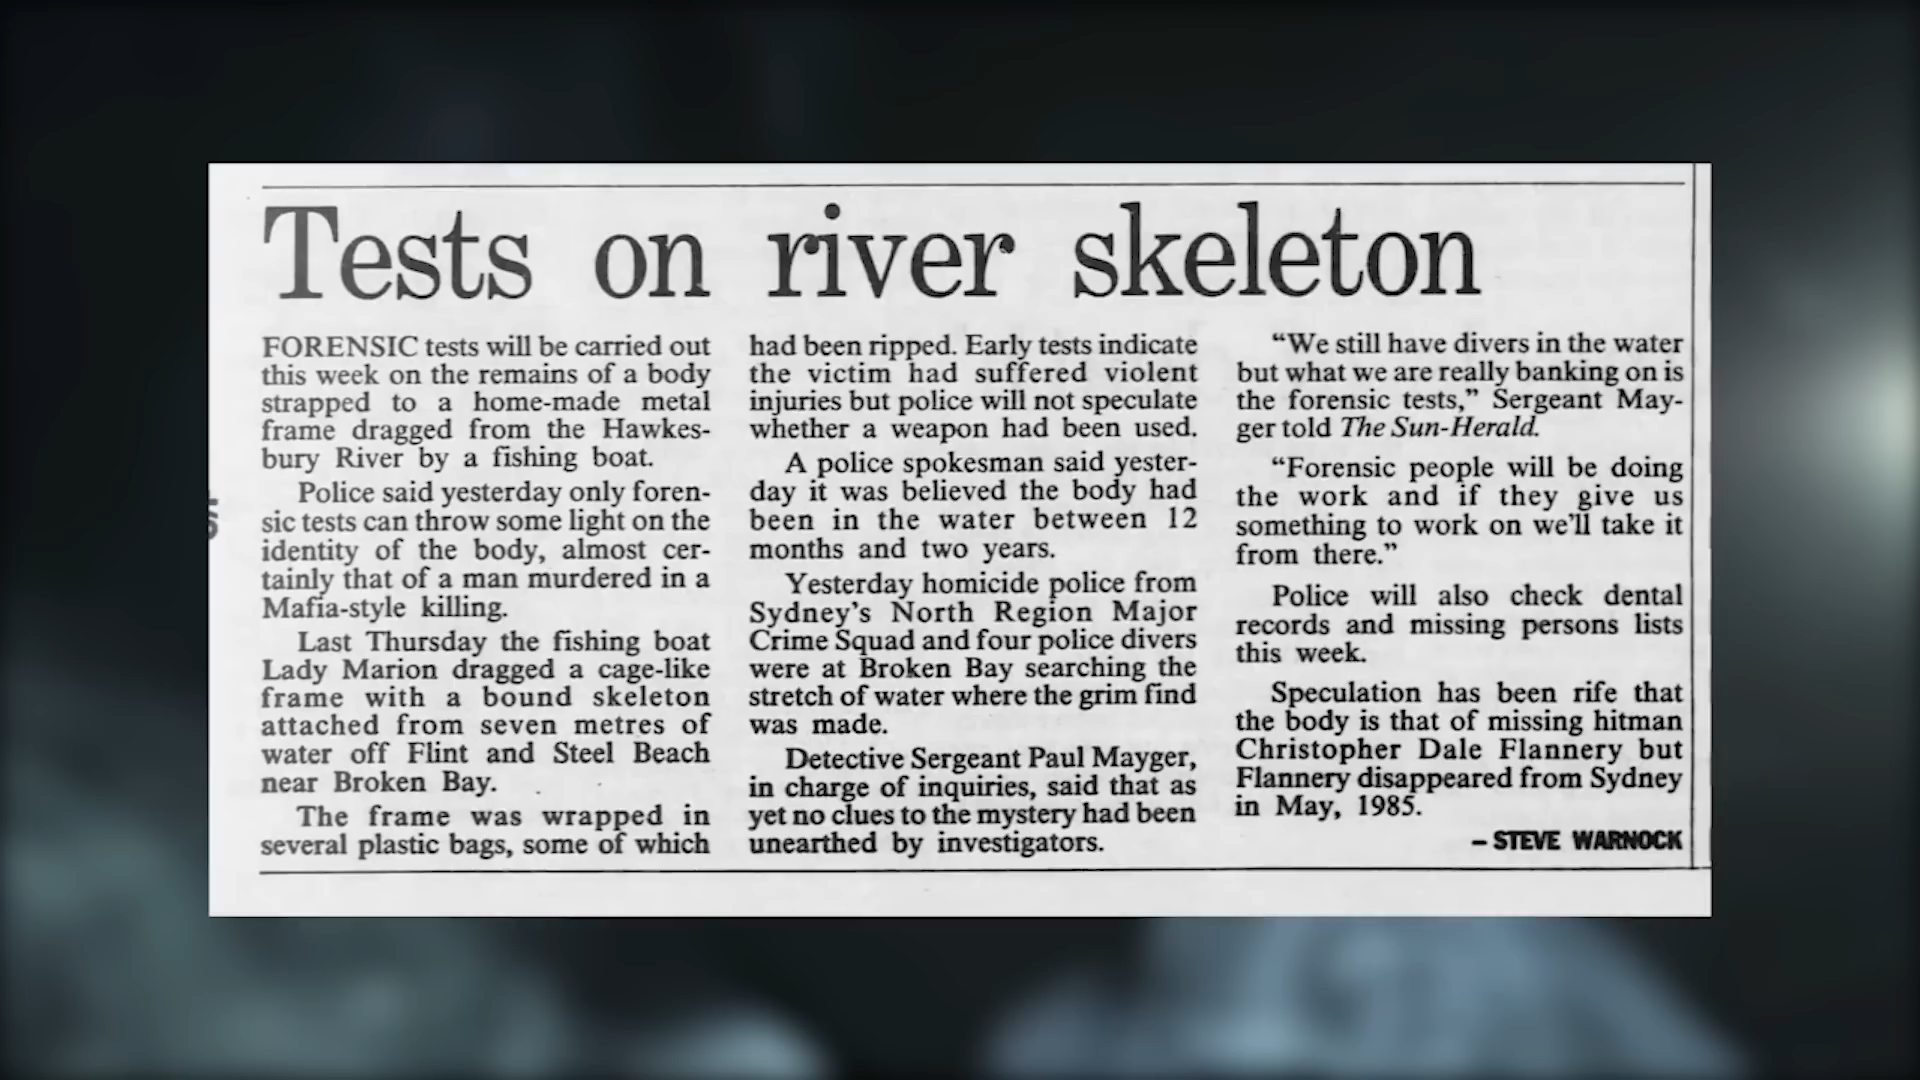 Tests on river skeleton
FORENSIC tests will be carried out
this week on the remains of a body
strapped to a home-made metal
frame dragged from the Hawkes-
bury River by a fishing boat.
Police said yesterday only foren-
sic tests can throw some light on the
identity of the body, almost cer-
tainly that of a man murdered in a
Mafia-style killing.
Last Thursday the fishing boat
Lady Marion dragged a cage-like
frame with a bound skeleton
attached from seven metres of
water off Flint and Steel Beach
near Broken Bay.
The frame was wrapped in
several plastic bags, some of which
had been ripped. Early tests indicate
the victim had suffered violent
injuries but police will not speculate
whether a weapon had been used.
A police spokesman said yester-
day it was believed the body had
been in the water between 12
months and two years.
Yesterday homicide police from
Sydney's North Region Major
Crime Squad and four police divers
were at Broken Bay searching the
stretch of water where the grim find
was made.
Detective Sergeant Paul Mayger,
in charge of inquiries, said that as
yet no clues to the mystery had been
unearthed by investigators.
“We still have divers in the water
but what we are really banking on is
the forensic tests,” Sergeant May-
ger told The Sun-Herald.
“Forensic people will be doing
the work and if they give us
something to work on we'll take it
from there.”
Police will also check dental
records and missing persons lists
this week.
Speculation has been rife that
the body is that of missing hitman
Christopher Dale Flannery but
Flannery disappeared from Sydney
in May, 1985.
– STEVE WARNOCK